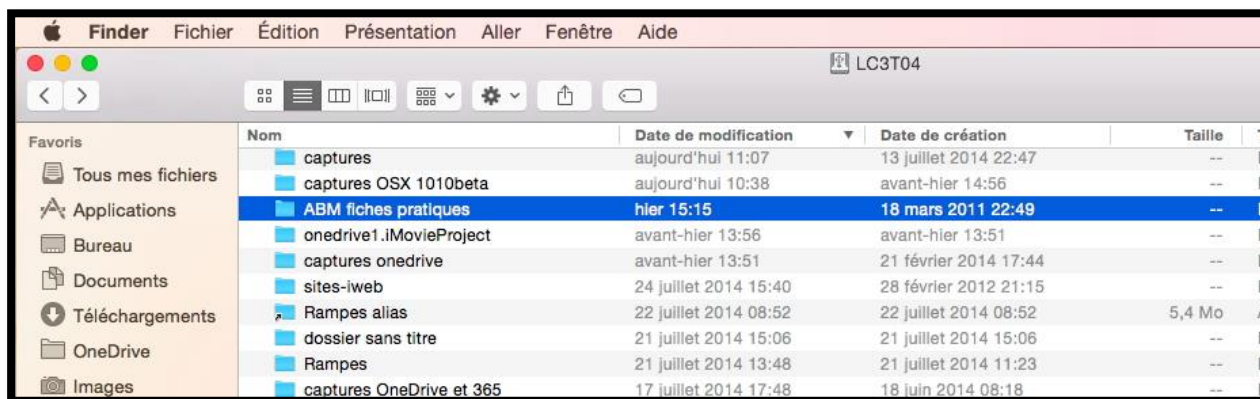 Finder Fichier Édition Présentation Aller Fenêtre Aide
LC3T04
Favoris
Tous mes fichiers
Applications
Bureau
Documents
Téléchargements
OneDrive
Images
Nom Date de modification Date de création Taille
captures aujourd'hui 11:07 13 juillet 2014 22:47 --
captures OSX 1010beta aujourd'hui 10:38 avant-hier 14:56 --
ABM fiches pratiques hier 15:15 18 mars 2011 22:49 --
onedrive1.iMovieProject avant-hier 13:56 avant-hier 13:51 --
captures onedrive avant-hier 13:51 21 février 2014 17:44 --
sites-iweb 24 juillet 2014 15:40 28 février 2012 21:15 --
Rampes alias 22 juillet 2014 08:52 22 juillet 2014 08:52 5,4 Mo
dossier sans titre 21 juillet 2014 15:06 21 juillet 2014 15:06 --
Rampes 21 juillet 2014 13:48 21 juillet 2014 11:23 --
captures OneDrive et 365 17 juillet 2014 17:48 18 juin 2014 08:18 --